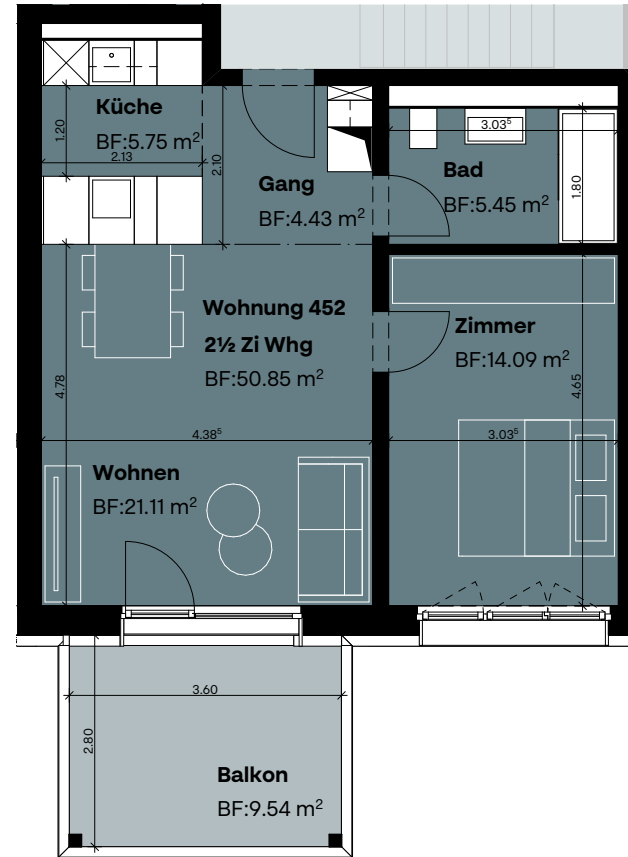 Küche
BF:5.75 m²
1.20
2.13
2.10
Gang
BF:4.43 m²
3.03⁵
Bad
BF:5.45 m²
1.80
Wohnung 452
2½ Zi Whg
BF:50.85 m²
Zimmer
BF:14.09 m²
4.78
4.65
4.38⁵
3.03⁵
Wohnen
BF:21.11 m²
3.60
2.80
Balkon
BF:9.54 m²